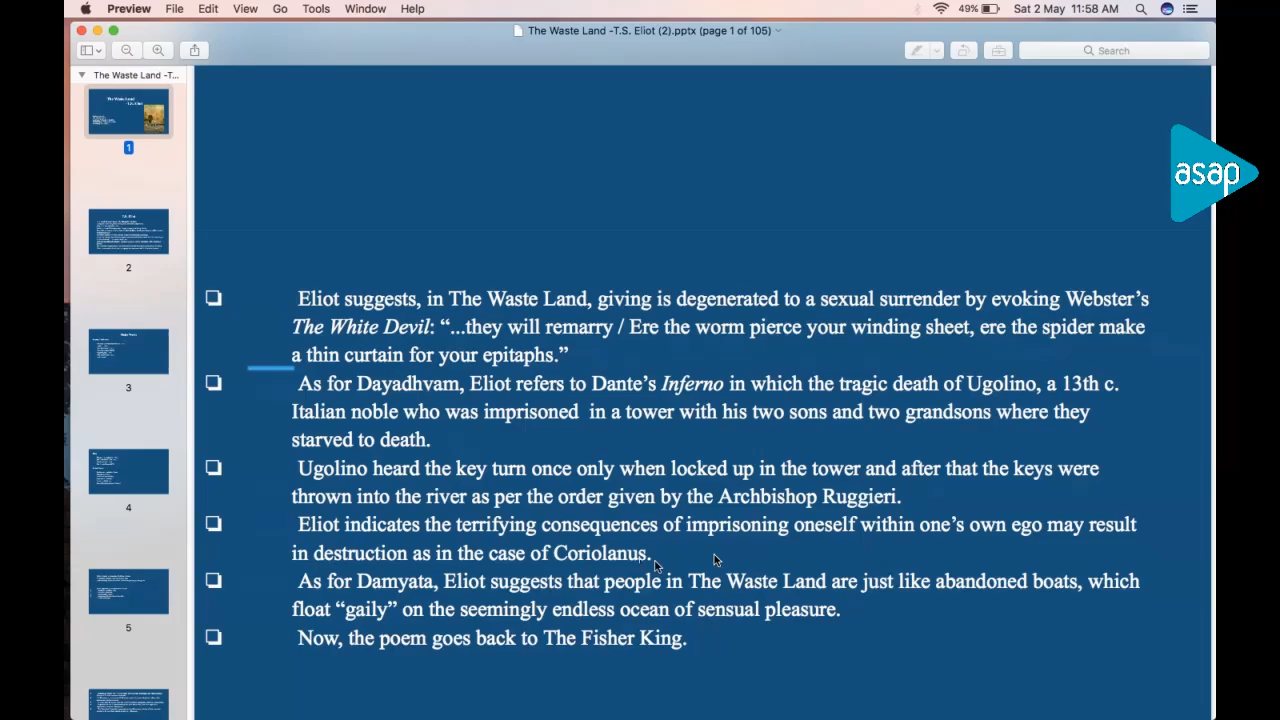 Preview File Edit View Go Tools Window Help 49% Sat 2 May 11:58 AM
The Waste Land -T.S. Eliot (2).pptx (page 1 of 105)
Search
The Waste Land -T...
1
2
3
4
5
asap
Eliot suggests, in The Waste Land, giving is degenerated to a sexual surrender by evoking Webster's
The White Devil: “...they will remarry / Ere the worm pierce your winding sheet, ere the spider make
a thin curtain for your epitaphs.”
As for Dayadhvam, Eliot refers to Dante's Inferno in which the tragic death of Ugolino, a 13th c.
Italian noble who was imprisoned in a tower with his two sons and two grandsons where they
starved to death.
Ugolino heard the key turn once only when locked up in the tower and after that the keys were
thrown into the river as per the order given by the Archbishop Ruggieri.
Eliot indicates the terrifying consequences of imprisoning oneself within one's own ego may result
in destruction as in the case of Coriolanus.
As for Damyata, Eliot suggests that people in The Waste Land are just like abandoned boats, which
float “gaily” on the seemingly endless ocean of sensual pleasure.
Now, the poem goes back to The Fisher King.